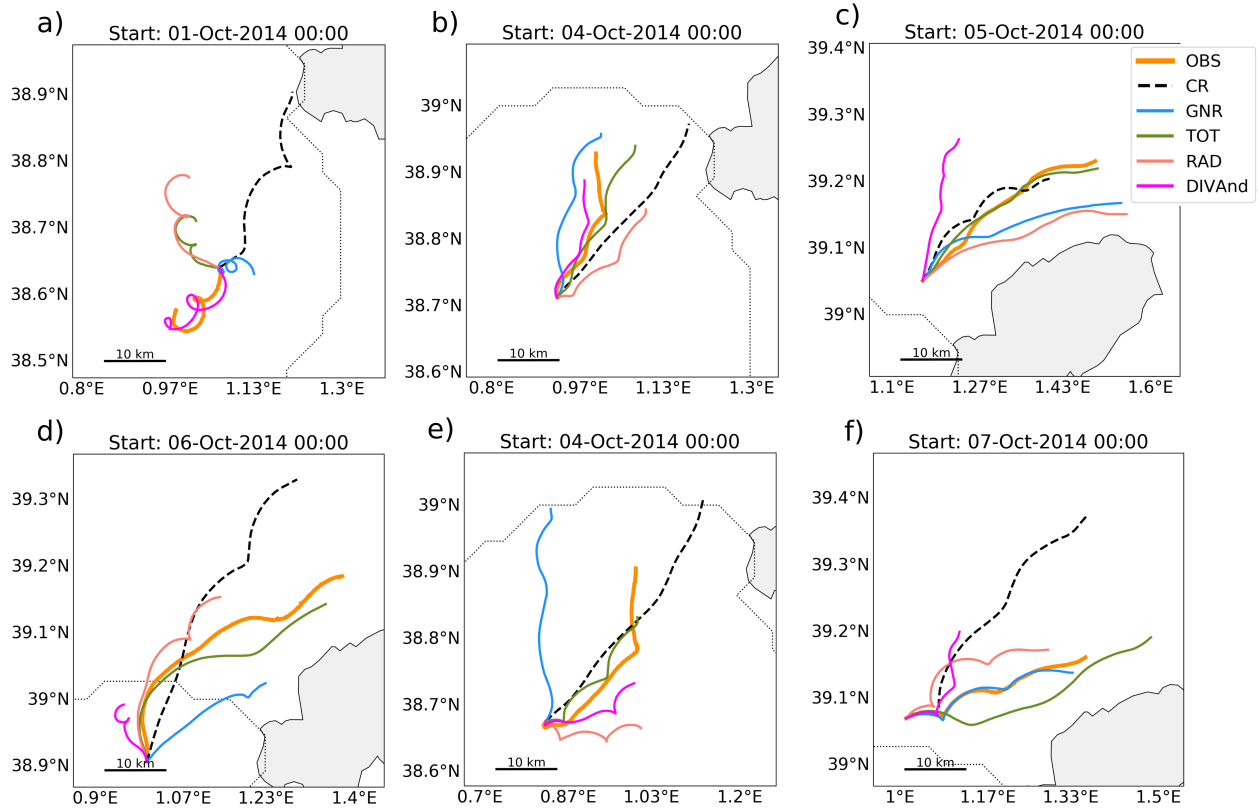 a)
Start: 01-Oct-2014 00:00
38.9°N
38.8°N
38.7°N
38.6°N
38.5°N
10 km
0.8°E 0.97°E 1.13°E 1.3°E
b)
Start: 04-Oct-2014 00:00
39°N
38.9°N
38.8°N
38.7°N
38.6°N
10 km
0.8°E 0.97°E 1.13°E 1.3°E
c)
Start: 05-Oct-2014 00:00
39.4°N
39.3°N
39.2°N
39.1°N
39°N
10 km
1.1°E 1.27°E 1.43°E 1.6°E
OBS
CR
GNR
TOT
RAD
DIVAnd
d)
Start: 06-Oct-2014 00:00
39.3°N
39.2°N
39.1°N
39°N
38.9°N
10 km
0.9°E 1.07°E 1.23°E 1.4°E
e)
Start: 04-Oct-2014 00:00
39°N
38.9°N
38.8°N
38.7°N
38.6°N
10 km
0.7°E 0.87°E 1.03°E 1.2°E
f)
Start: 07-Oct-2014 00:00
39.4°N
39.3°N
39.2°N
39.1°N
39°N
10 km
1°E 1.17°E 1.33°E 1.5°E